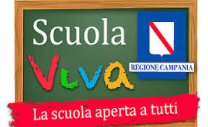 Scuola
Viva
REGIONE CAMPANIA
La scuola aperta a tutti